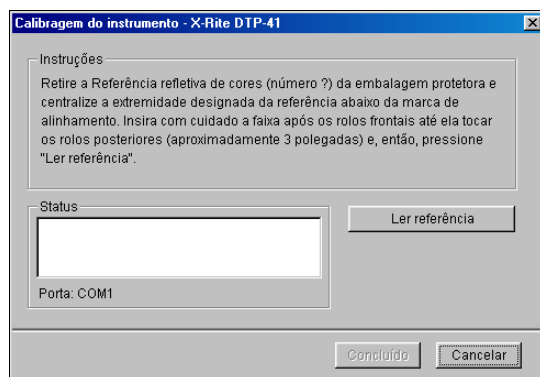 Calibragem do instrumento - X-Rite DTP-41
Instruções
Retire a Referência refletiva de cores (número ?) da embalagem protetora e
centralize a extremidade designada da referência abaixo da marca de
alinhamento. Insira com cuidado a faixa após os rolos frontais até ela tocar
os rolos posteriores (aproximadamente 3 polegadas) e, então, pressione
"Ler referência".
Status
Ler referência
Porta: COM1
Concluído
Cancelar